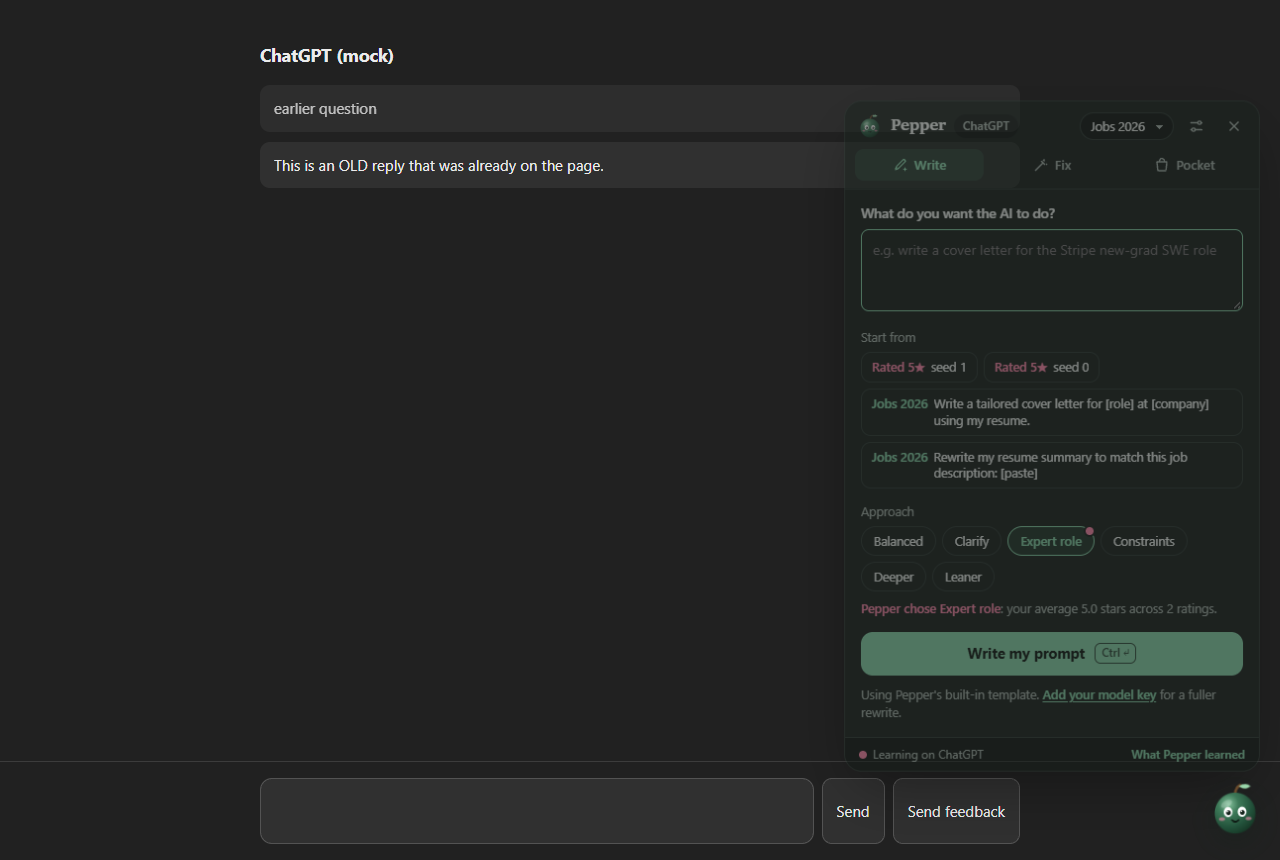 ChatGPT (mock)
earlier question
This is an OLD reply that was already on the page.
Pepper ChatGPT Jobs 2026
Write Fix Pocket
What do you want the AI to do?
e.g. write a cover letter for the Stripe new-grad SWE role
Start from
Rated 5★ seed 1 Rated 5★ seed 0
Jobs 2026 Write a tailored cover letter for [role] at [company]
using my resume.
Jobs 2026 Rewrite my resume summary to match this job
description: [paste]
Approach
Balanced Clarify Expert role Constraints
Deeper Leaner
Pepper chose Expert role: your average 5.0 stars across 2 ratings.
Write my prompt Ctrl ⏎
Using Pepper's built-in template. Add your model key for a fuller
rewrite.
Learning on ChatGPT What Pepper learned
Send Send feedback